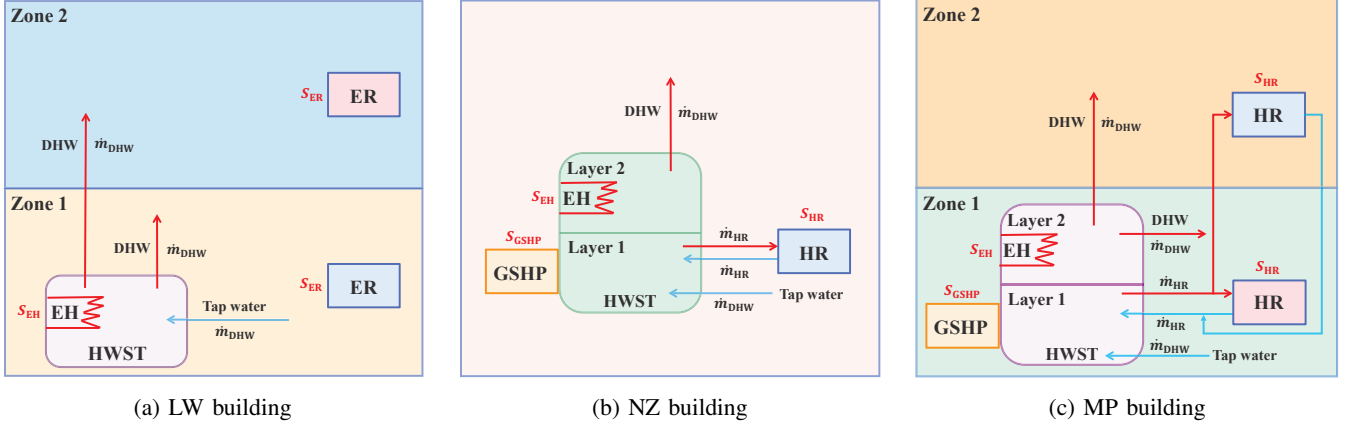 Zone 2
S_ER
ER
DHW
ṁ_DHW
Zone 1
DHW
ṁ_DHW
S_ER
ER
S_EH
EH
Tap water
ṁ_DHW
HWST
(a) LW building
DHW
ṁ_DHW
Layer 2
S_EH
EH
S_GSHP
GSHP
Layer 1
ṁ_HR
S_HR
HR
ṁ_HR
Tap water
HWST
ṁ_DHW
(b) NZ building
Zone 2
S_HR
HR
DHW
ṁ_DHW
Zone 1
Layer 2
DHW
S_EH
EH
ṁ_DHW
S_GSHP
GSHP
Layer 1
ṁ_HR
S_HR
HR
ṁ_HR
ṁ_DHW
HWST
Tap water
(c) MP building